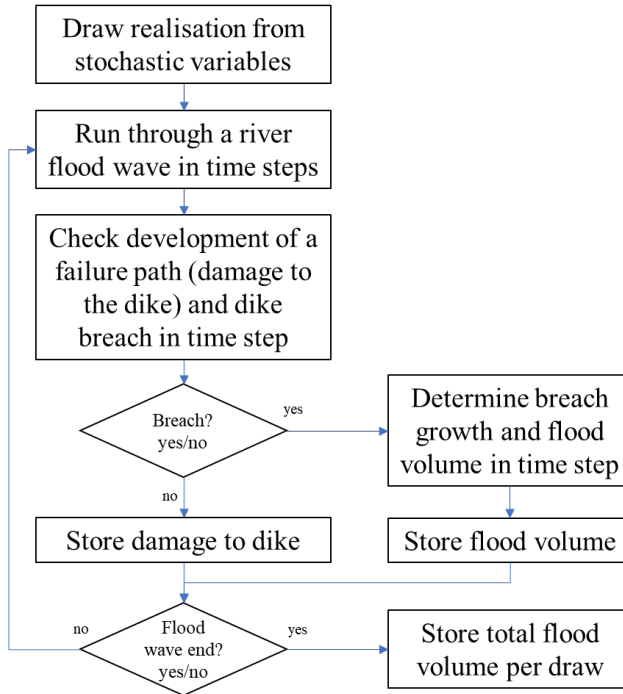 Draw realisation from
stochastic variables
Run through a river
flood wave in time steps
Check development of a
failure path (damage to
the dike) and dike
breach in time step
Breach?
yes/no
yes
no
Determine breach
growth and flood
volume in time step
Store damage to dike
Store flood volume
Flood
wave end?
yes/no
no
yes
Store total flood
volume per draw